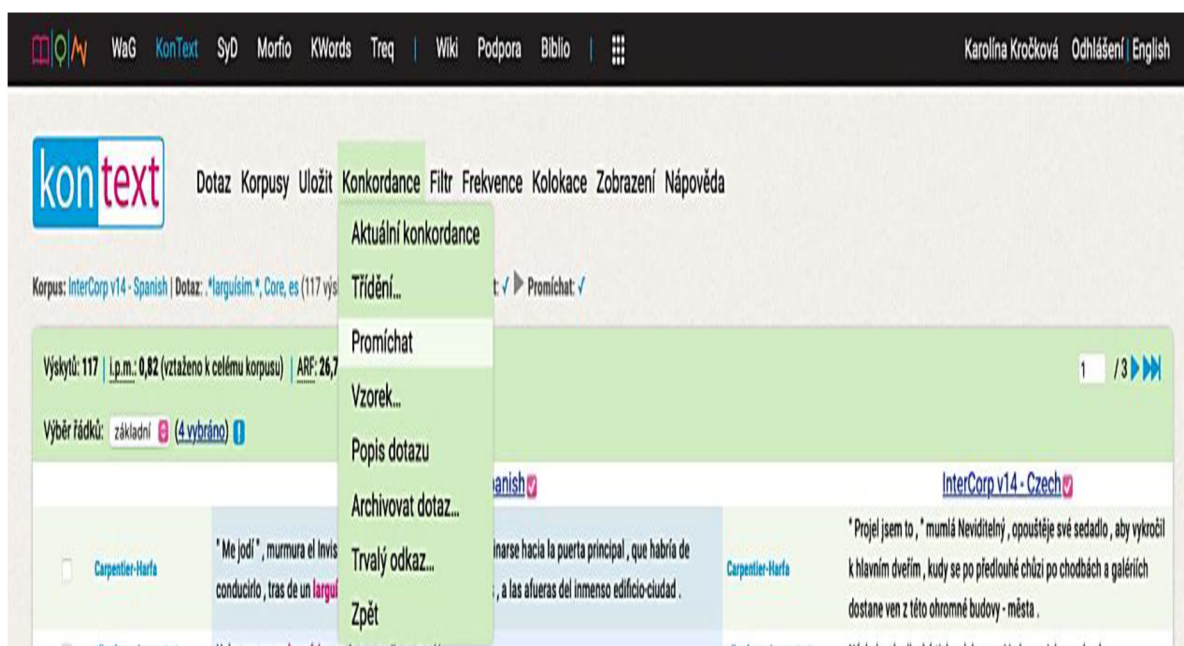 WaG KonText SyD Morfio KWords Treq | Wiki Podpora Biblio | Karolína Kročková Odhlášení | English
kontext
Dotaz Korpusy Uložit Konkordance Filtr Frekvence Kolokace Zobrazení Nápověda
Aktuální konkordance
Třídění...
Promíchat
Vzorek...
Popis dotazu
Archivovat dotaz...
Trvalý odkaz...
Zpět
Korpus: InterCorp v14 - Spanish | Dotaz: .*larguísim.*, Core, es (117 výs
Promíchat: ✓
Výskytů: 117 | i.p.m.: 0,82 (vztaženo k celému korpusu) | ARF: 26,7
1 / 3
Výběr řádků: základní (4 vybráno)
anish
InterCorp v14 - Czech
Carpentier-Harfa
" Me jodí " , murmura el Invis
inarse hacia la puerta principal , que habría de
conducirlo , tras de un larguí
, a las afueras del inmenso edificio-ciudad .
Carpentier-Harfa
" Projel jsem to , " mumlá Neviditelný , opouštěje své sedadlo , aby vykročil
k hlavním dveřím , kudy se po předlouhé chůzi po chodbách a galériích
dostane ven z této ohromné budovy - města .